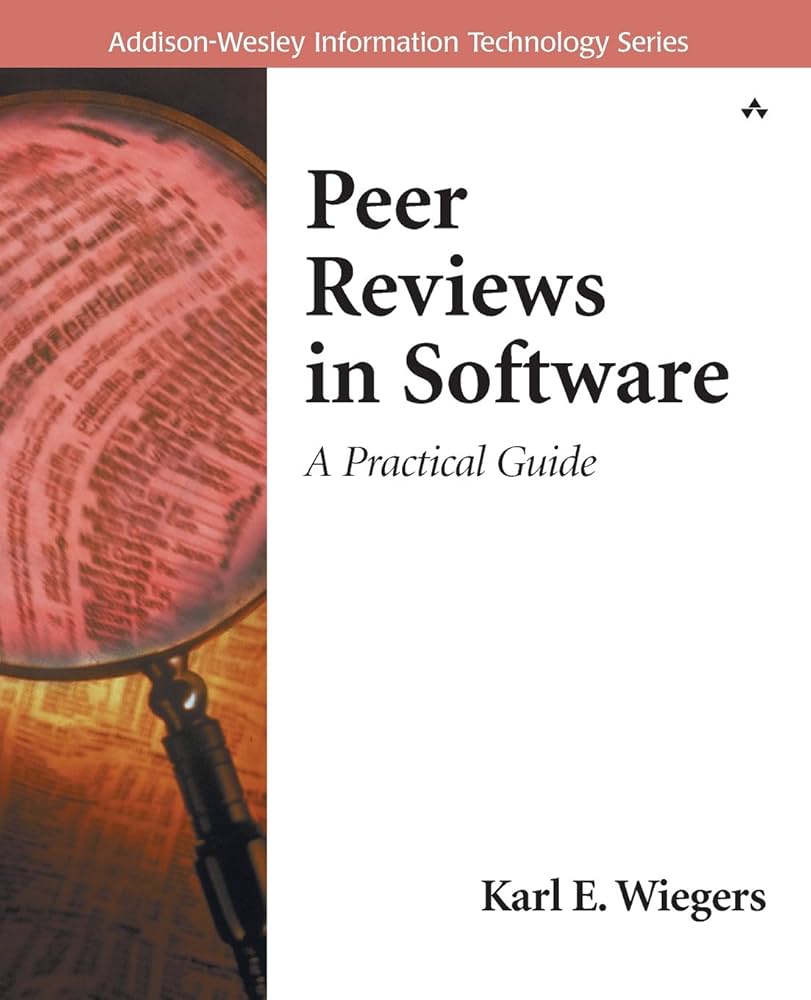 Addison-Wesley Information Technology Series
Peer
Reviews
in Software
A Practical Guide
Karl E. Wiegers